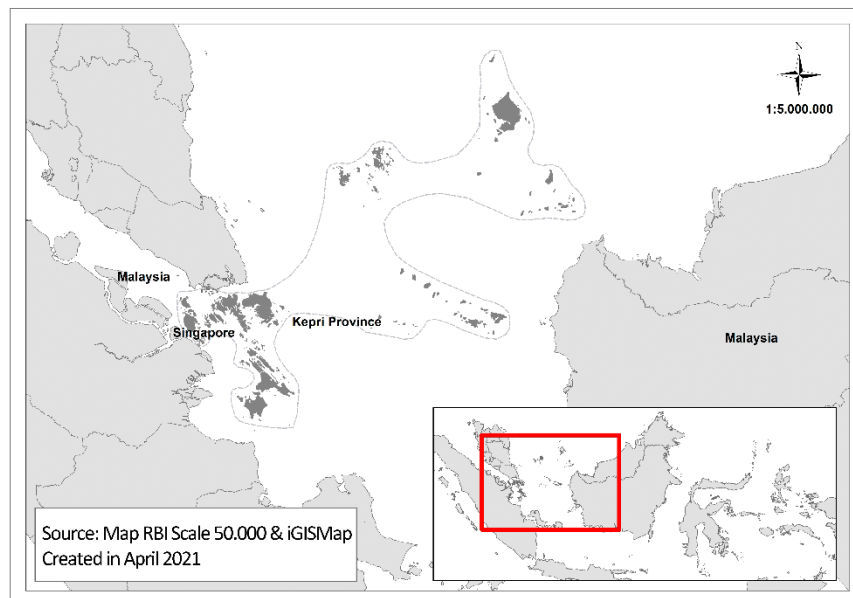 N
1:5.000.000
Malaysia
Singapore
Kepri Province
Malaysia
Source: Map RBI Scale 50.000 & iGISMap
Created in April 2021